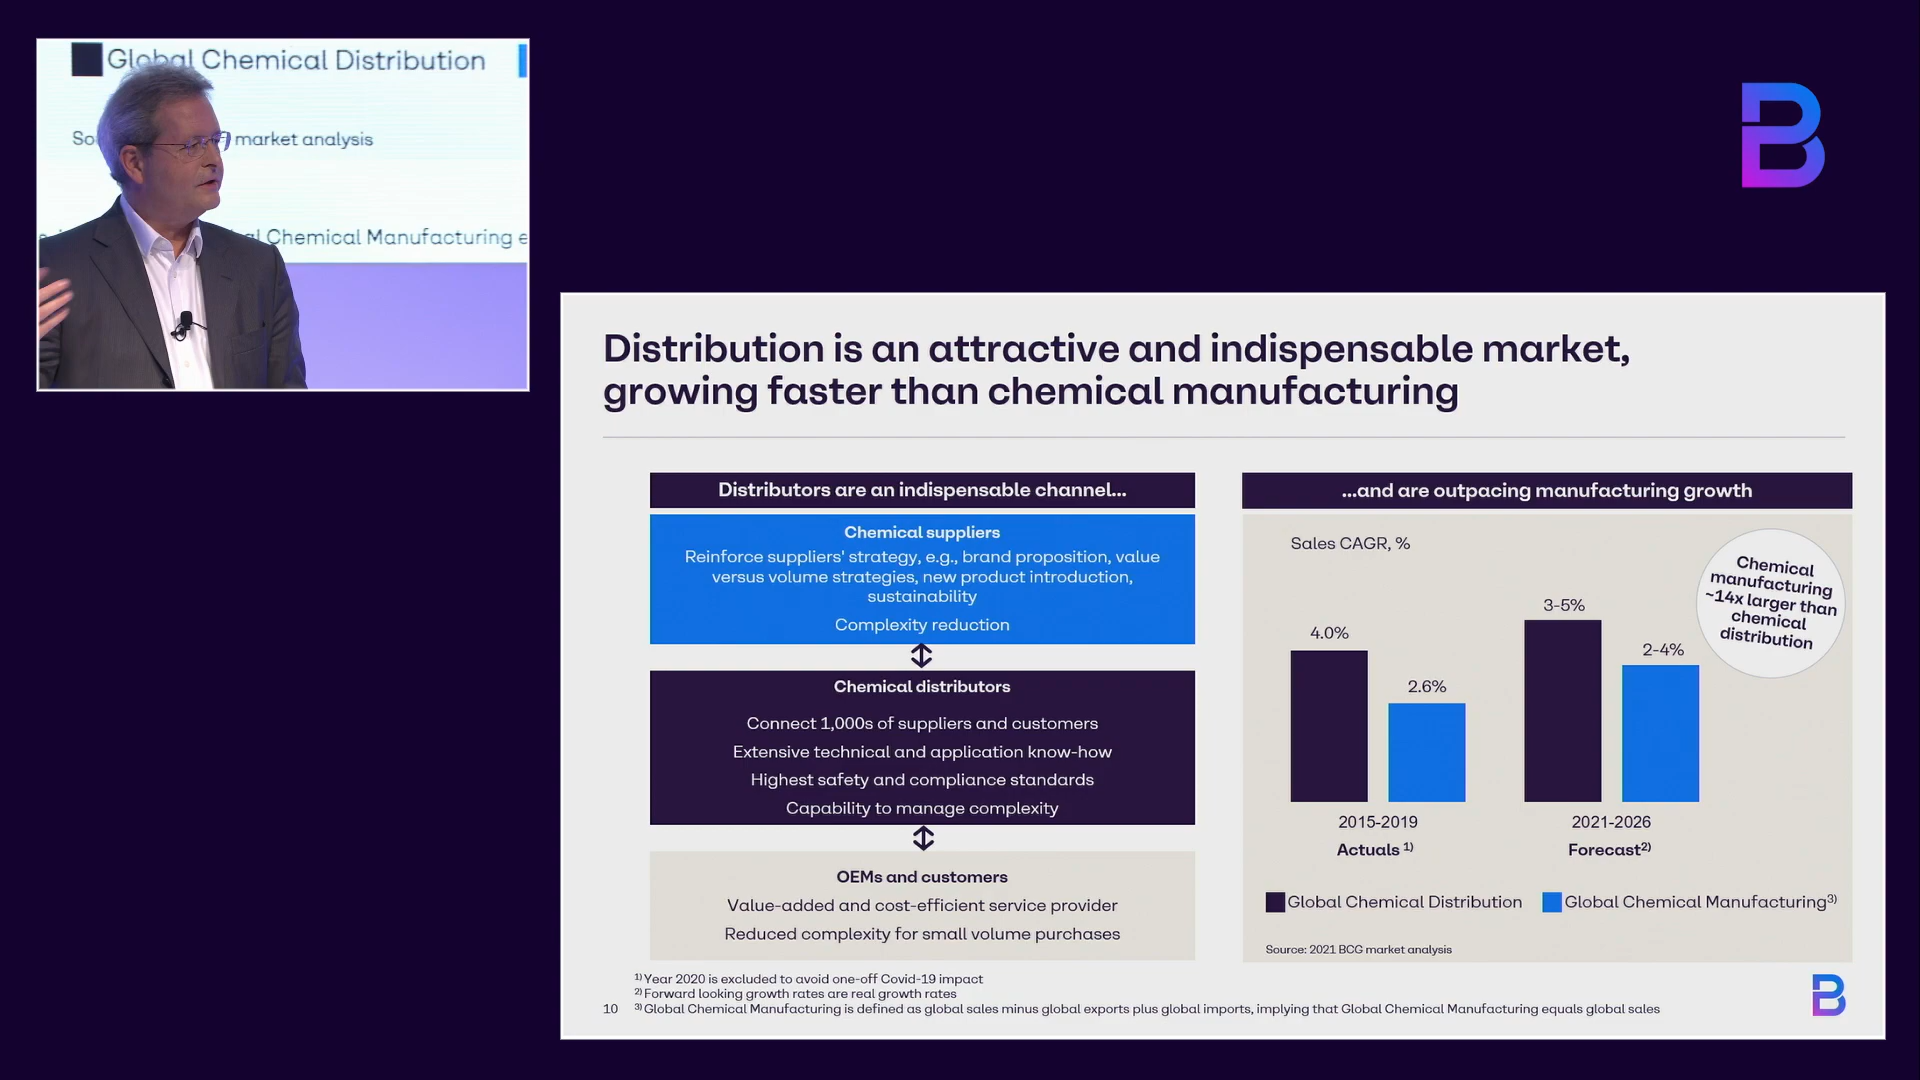 Global Chemical Distribution
market analysis
Chemical Manufacturing e
Distribution is an attractive and indispensable market,
growing faster than chemical manufacturing
Distributors are an indispensable channel...
Chemical suppliers
Reinforce suppliers' strategy, e.g., brand proposition, value
versus volume strategies, new product introduction,
sustainability
Complexity reduction
Chemical distributors
Connect 1,000s of suppliers and customers
Extensive technical and application know-how
Highest safety and compliance standards
Capability to manage complexity
OEMs and customers
Value-added and cost-efficient service provider
Reduced complexity for small volume purchases
...and are outpacing manufacturing growth
Sales CAGR, %
Chemical
manufacturing
~14x larger than
chemical
distribution
4.0%
2.6%
3-5%
2-4%
2015-2019
Actuals 1)
2021-2026
Forecast2)
Global Chemical Distribution
Global Chemical Manufacturing3)
Source: 2021 BCG market analysis
1) Year 2020 is excluded to avoid one-off Covid-19 impact
2) Forward looking growth rates are real growth rates
10
3) Global Chemical Manufacturing is defined as global sales minus global exports plus global imports, implying that Global Chemical Manufacturing equals global sales